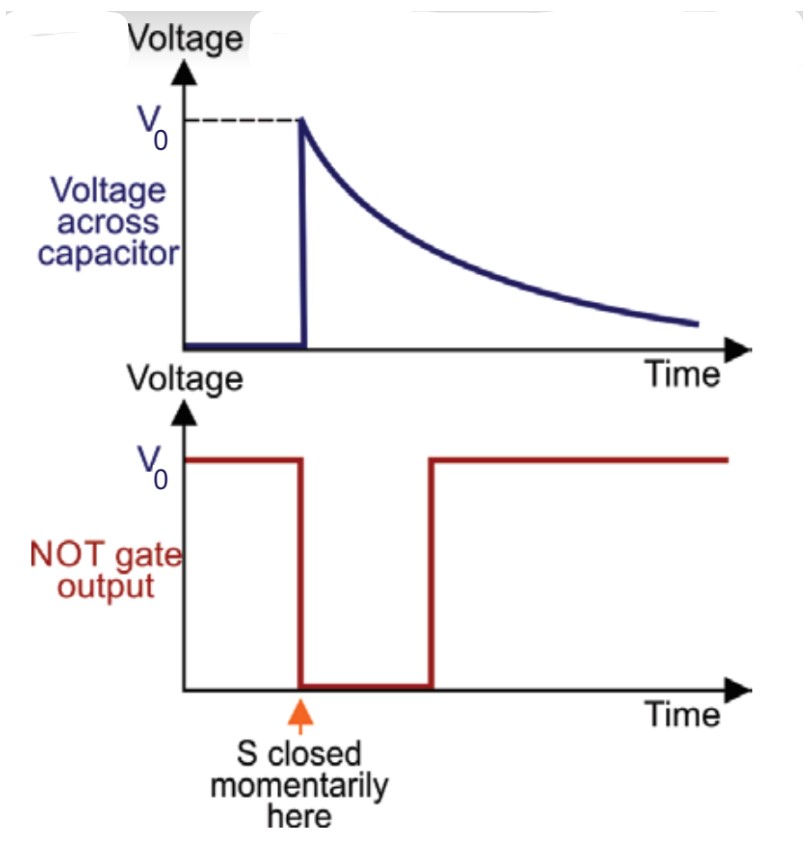 Voltage
V0
Voltage
across
capacitor
Time
Voltage
V0
NOT gate
output
Time
S closed
momentarily
here